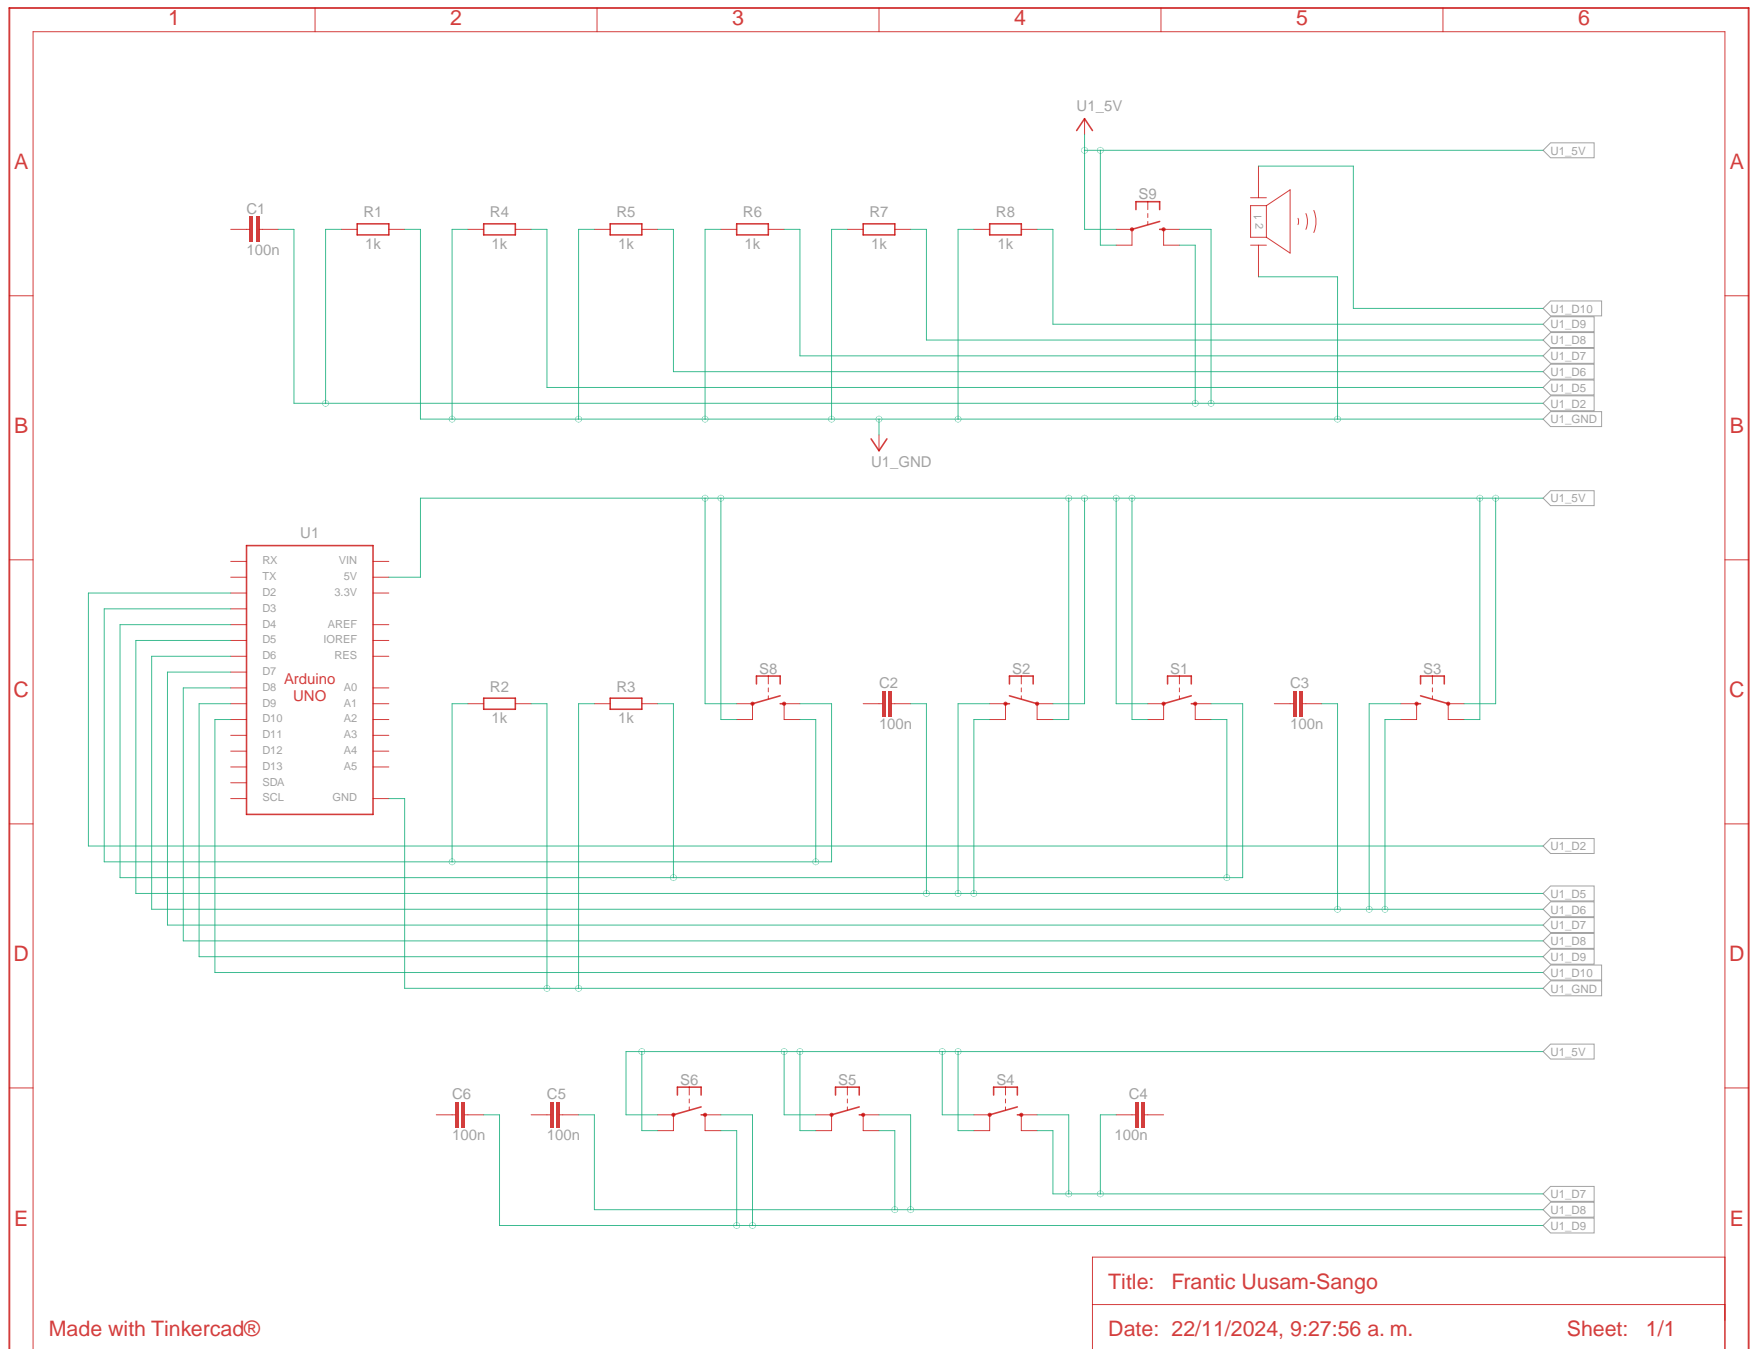 1 2 3 4 5 6
U1_5V
A U1_5V A
S9
C1 R1 R4 R5 R6 R7 R8
1 2
100n 1k 1k 1k 1k 1k 1k
U1_D10
U1_D9
U1_D8
U1_D7
U1_D6
U1_D5
U1_D2
B U1_GND B
U1_GND
U1_5V
U1
RX VIN
TX 5V
D2 3.3V
D3
D4 AREF
D5 IOREF
D6 RES
D7
Arduino
UNO
D8 A0
D9 A1
D10 A2
D11 A3
D12 A4
D13 A5
SDA
SCL GND
S8 S2 S1 S3
C R2 R3 C2 C3 C
1k 1k 100n 100n
U1_D2
U1_D5
U1_D6
U1_D7
U1_D8
D U1_D9 D
U1_D10
U1_GND
U1_5V
S6 S5 S4
C6 C5 C4
100n 100n 100n
U1_D7
U1_D8
E U1_D9 E
Title: Frantic Uusam-Sango
Made with Tinkercad®
Date: 22/11/2024, 9:27:56 a. m. Sheet: 1/1